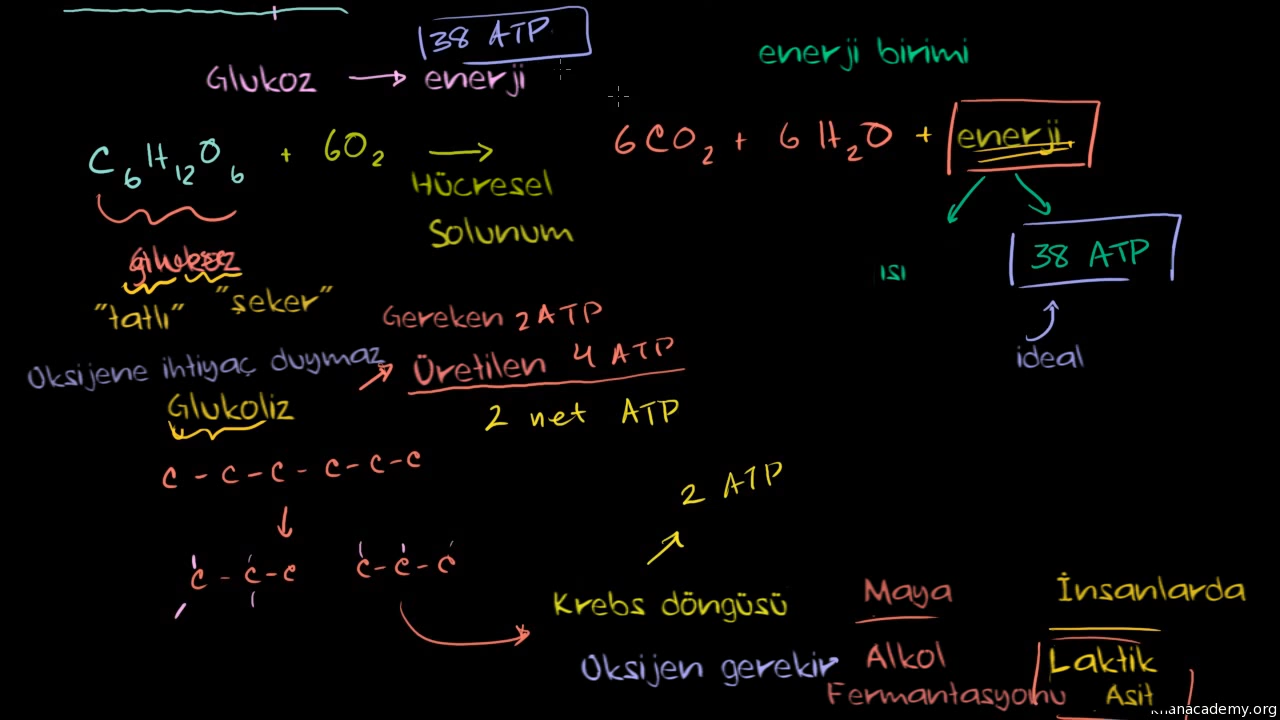 38 ATP
Glukoz → enerji
enerji birimi
C6H12O6 + 6O2 → 6CO2 + 6H2O + enerji
Hücresel
Solunum
glukoz
"tatlı" "şeker"
ısı
38 ATP
ideal
Gereken 2 ATP
Oksijene ihtiyaç duymaz
Üretilen 4 ATP
Glukoliz
2 net ATP
C - C - C - C - C - C
2 ATP
C - C - C C - C - C
Krebs döngüsü
Oksijen gerekir
Maya
Alkol
Fermantasyonu
İnsanlarda
Laktik
Asit
khanacademy.org